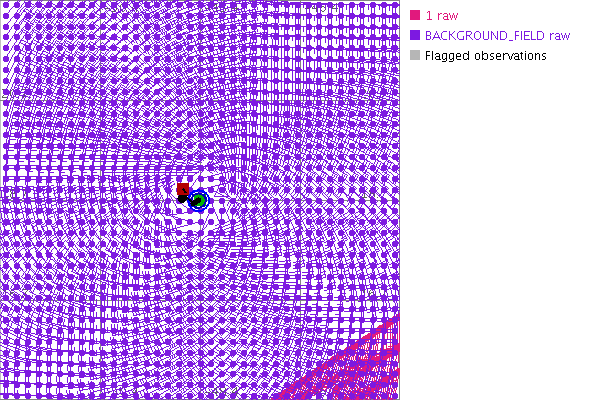 1 raw
BACKGROUND_FIELD raw
Flagged observations